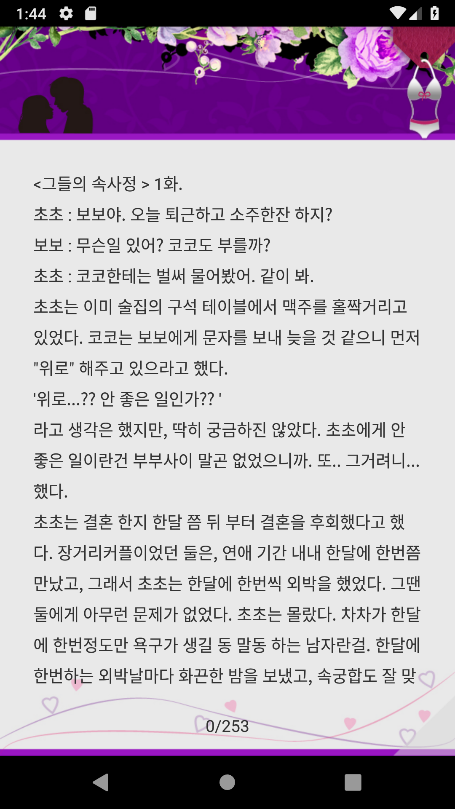 1:44
<그들의 속사정 > 1화.
초초 : 보보야. 오늘 퇴근하고 소주한잔 하지?
보보 : 무슨일 있어? 코코도 부를까?
초초 : 코코한테는 벌써 물어봤어. 같이 봐.
초초는 이미 술집의 구석 테이블에서 맥주를 홀짝거리고
있었다. 코코는 보보에게 문자를 보내 늦을 것 같으니 먼저
"위로" 해주고 있으라고 했다.
'위로...?? 안 좋은 일인가?? '
라고 생각은 했지만, 딱히 궁금하진 않았다. 초초에게 안
좋은 일이란건 부부사이 말곤 없었으니까. 또.. 그거려니...
했다.
초초는 결혼 한지 한달 쯤 뒤 부터 결혼을 후회했다고 했
다. 장거리커플이었던 둘은, 연애 기간 내내 한달에 한번쯤
만났고, 그래서 초초는 한달에 한번씩 외박을 했었다. 그땐
둘에게 아무런 문제가 없었다. 초초는 몰랐다. 차차가 한달
에 한번정도만 욕구가 생길 동 말동 하는 남자란걸. 한달에
한번하는 외박날마다 화끈한 밤을 보냈고, 속궁합도 잘 맞
0/253